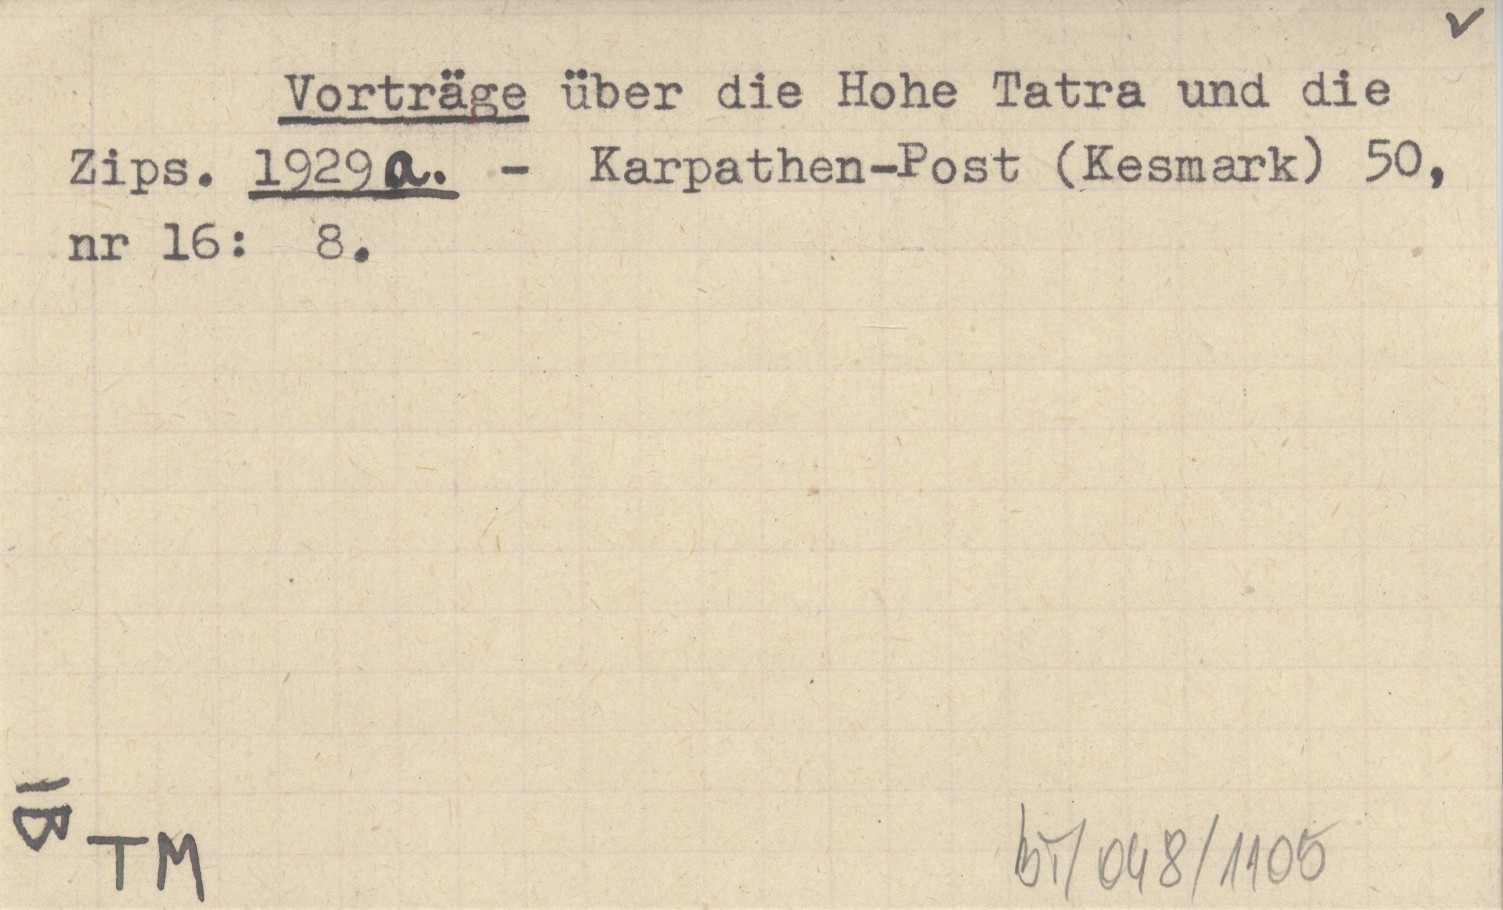 ✓
Vorträge über die Hohe Tatra und die
Zips. 1929a. - Karpathen-Post (Kesmark) 50,
nr 16: 8.
IB
TM
bT/048/1105